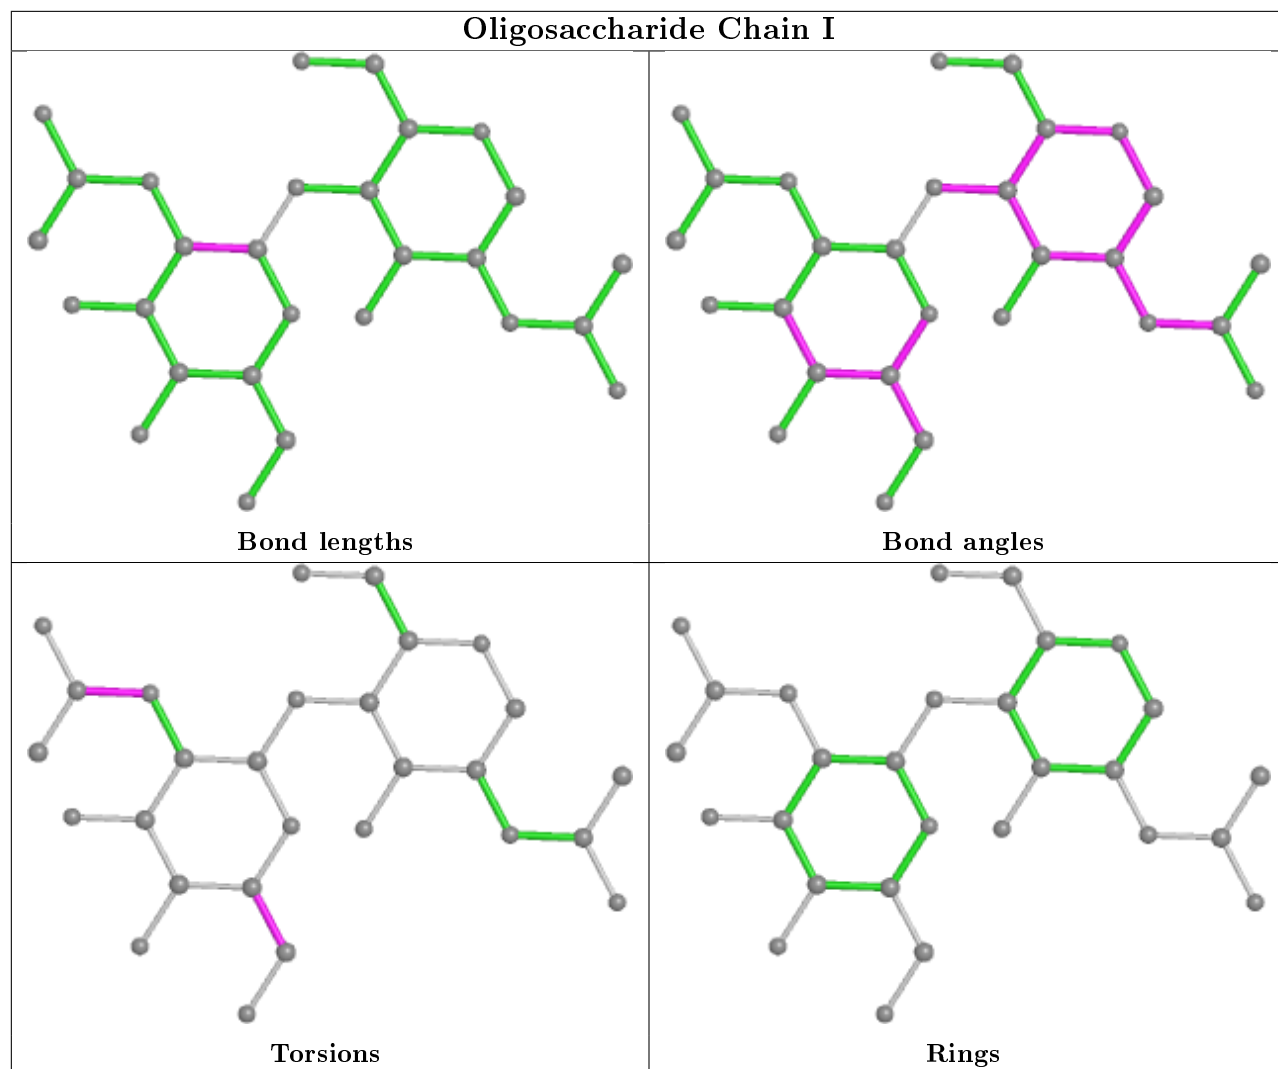 Oligosaccharide Chain I
Bond lengths
Bond angles
Torsions
Rings